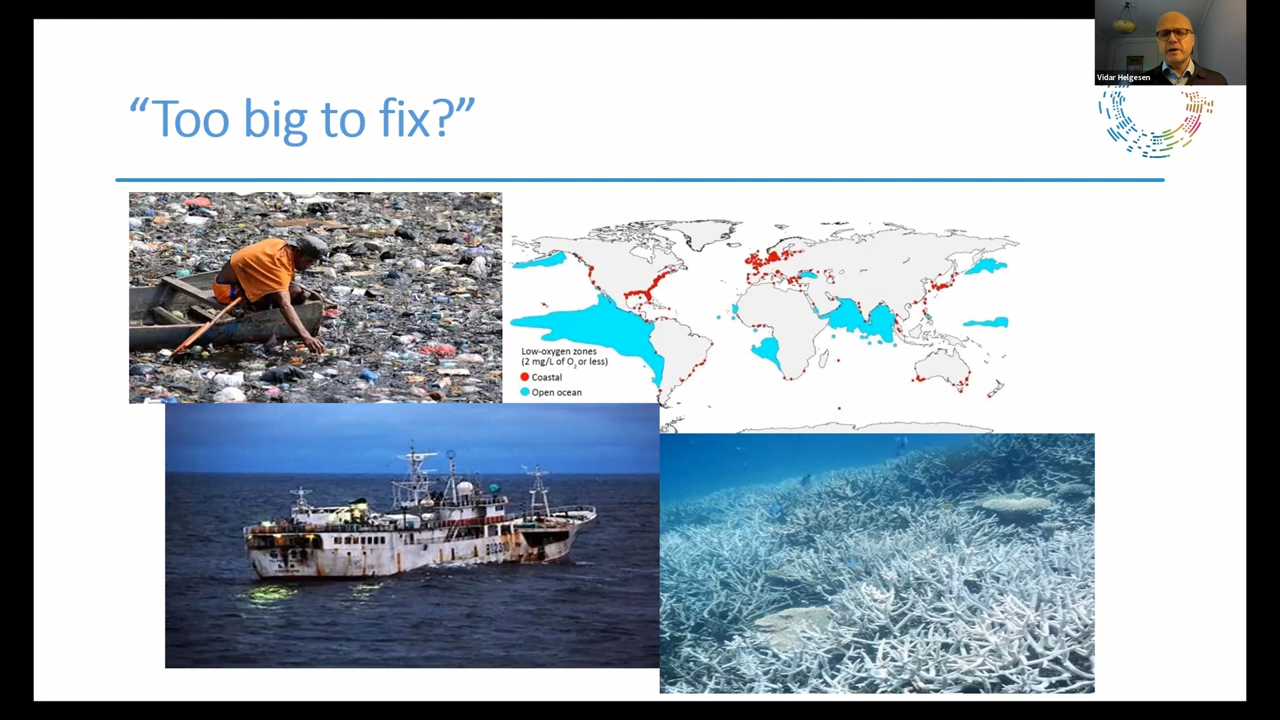 Vidar Helgesen
“Too big to fix?”
Low-oxygen zones
(2 mg/L of O2 or less)
Coastal
Open ocean